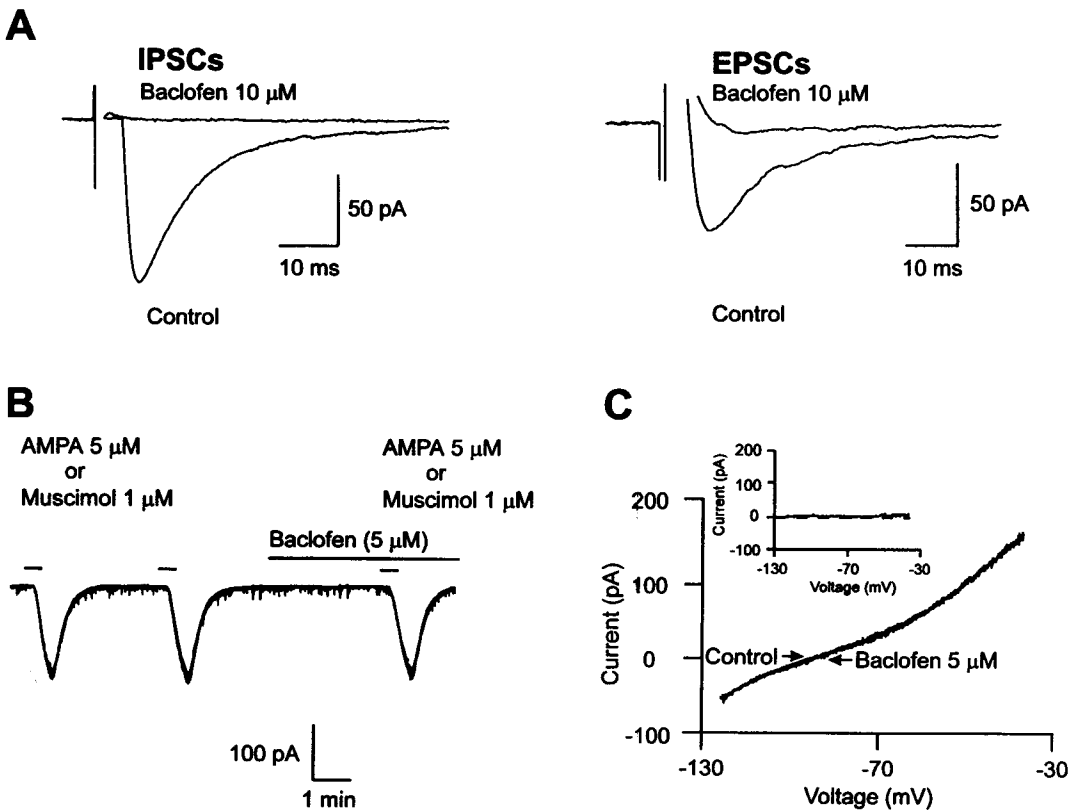 A
IPSCs
Baclofen 10 µM
50 pA
10 ms
Control
EPSCs
Baclofen 10 µM
50 pA
10 ms
Control
B
AMPA 5 µM
or
Muscimol 1 µM
AMPA 5 µM
or
Muscimol 1 µM
Baclofen (5 µM)
100 pA
1 min
C
200
100
0
-100
Current (pA)
-130
-70
-30
Voltage (mV)
Control
Baclofen 5 µM
200
100
0
-100
Current (pA)
-130
-70
-30
Voltage (mV)